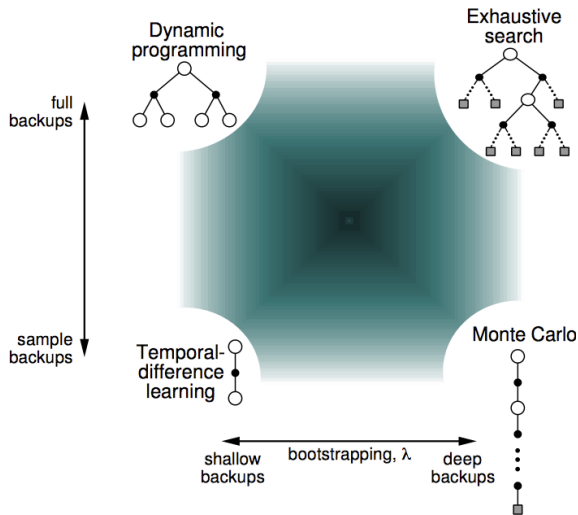 Dynamic
programming
Exhaustive
search
full
backups
sample
backups
Temporal-
difference
learning
Monte Carlo
bootstrapping, λ
shallow
backups
deep
backups